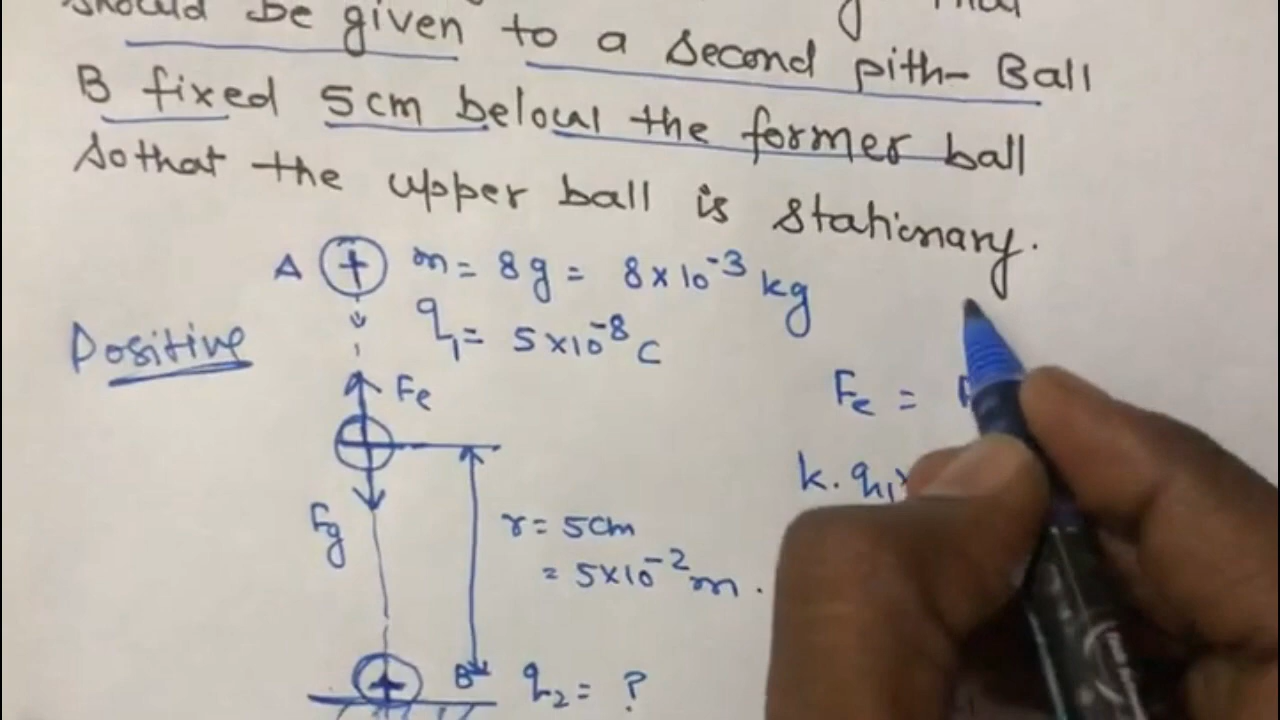 should be given to a second pith- Ball
B fixed 5cm below the former ball
So that the upper ball is stationary.
A + m = 8g = 8×10⁻³ kg
q₁ = 5×10⁻⁸ C
Positive
Fe
Fe =
k.q₁×
Fg
r = 5cm
= 5×10⁻² m.
+ B q₂ = ?